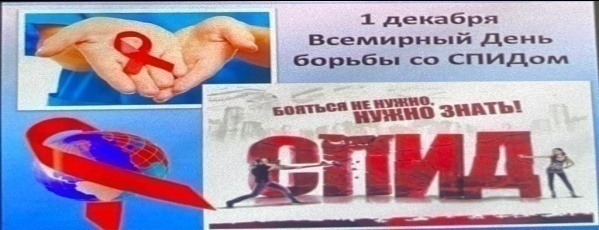 1 декабря
Всемирный День
борьбы со СПИДом
БОЯТЬСЯ НЕ НУЖНО,
НУЖНО ЗНАТЬ!
СПИД